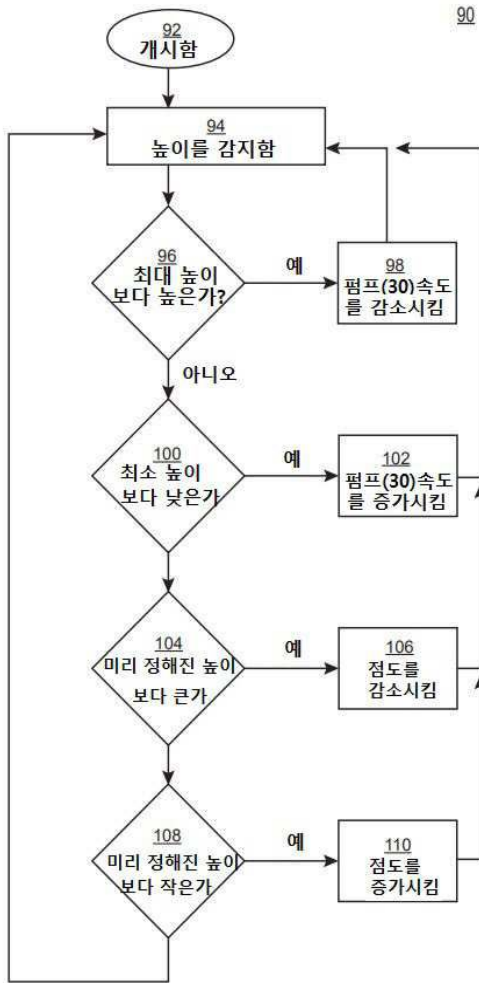 90
92
개시함
94
높이를 감지함
96
최대 높이
보다 높은가?
예
98
펌프(30)속도
를 감소시킴
아니오
100
최소 높이
보다 낮은가
예
102
펌프(30)속도
를 증가시킴
104
미리 정해진 높이
보다 큰가
예
106
점도를
감소시킴
108
미리 정해진 높이
보다 작은가
예
110
점도를
증가시킴